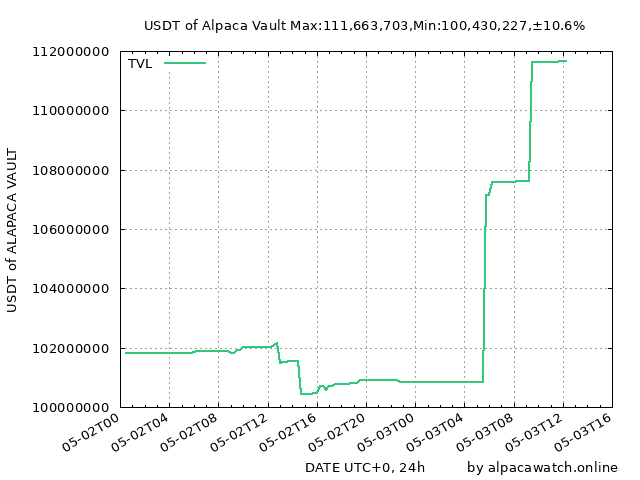 USDT of Alpaca Vault Max:111,663,703,Min:100,430,227,±10.6%
TVL
112000000
110000000
108000000
106000000
104000000
102000000
100000000
USDT of ALAPACA VAULT
05-02T00
05-02T04
05-02T08
05-02T12
05-02T16
05-02T20
05-03T00
05-03T04
05-03T08
05-03T12
05-03T16
DATE UTC+0, 24h
by alpacawatch.online